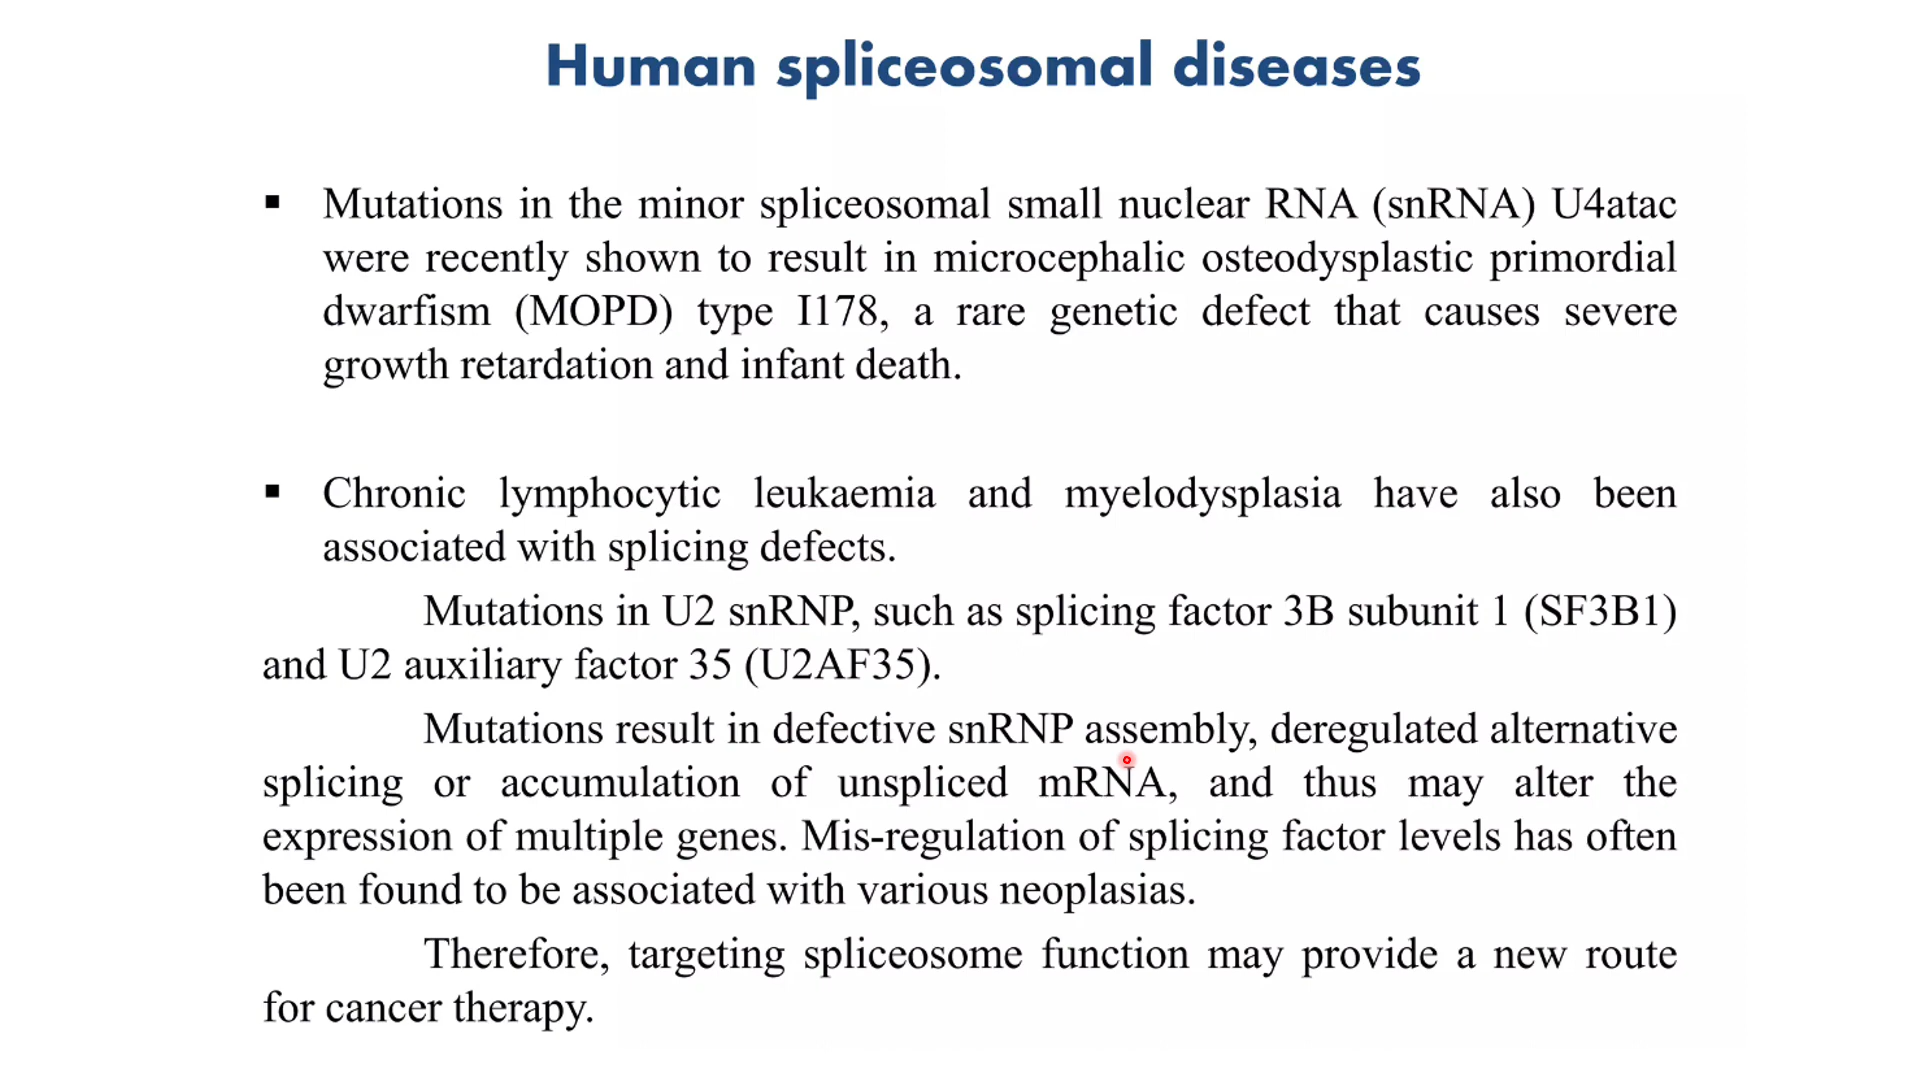 Human spliceosomal diseases
▪ Mutations in the minor spliceosomal small nuclear RNA (snRNA) U4atac
were recently shown to result in microcephalic osteodysplastic primordial
dwarfism (MOPD) type I178, a rare genetic defect that causes severe
growth retardation and infant death.
▪ Chronic lymphocytic leukaemia and myelodysplasia have also been
associated with splicing defects.
Mutations in U2 snRNP, such as splicing factor 3B subunit 1 (SF3B1)
and U2 auxiliary factor 35 (U2AF35).
Mutations result in defective snRNP assembly, deregulated alternative
splicing or accumulation of unspliced mRNA, and thus may alter the
expression of multiple genes. Mis-regulation of splicing factor levels has often
been found to be associated with various neoplasias.
Therefore, targeting spliceosome function may provide a new route
for cancer therapy.